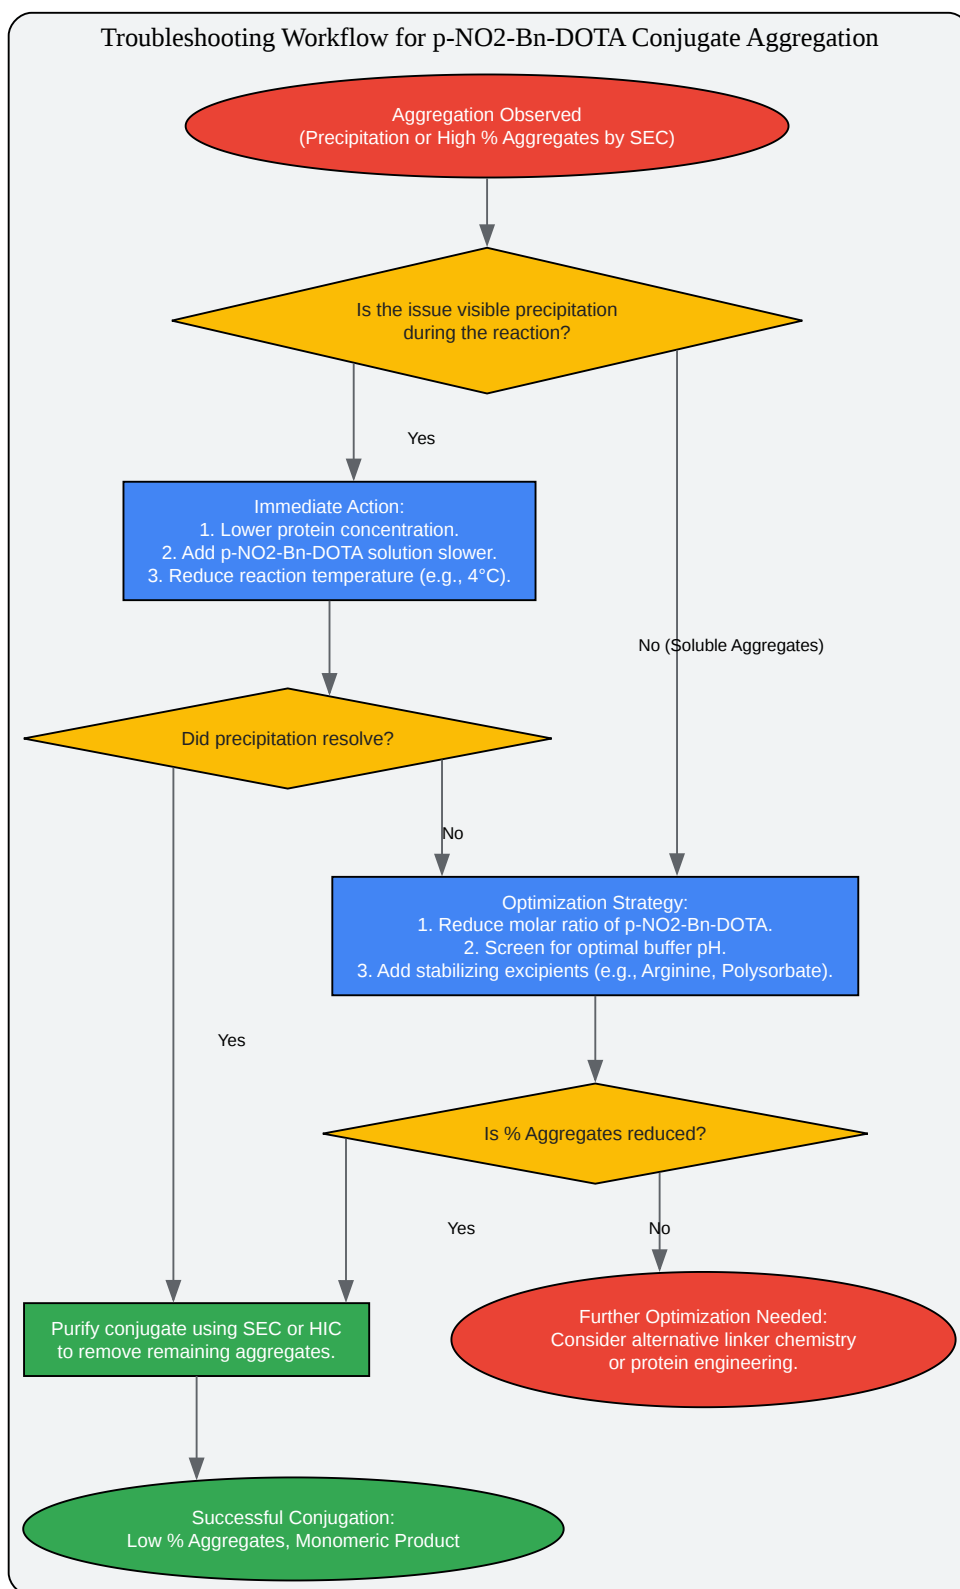 Troubleshooting Workflow for p-NO2-Bn-DOTA Conjugate Aggregation
Aggregation Observed
(Precipitation or High % Aggregates by SEC)
Is the issue visible precipitation
during the reaction?
Yes
Immediate Action:
1. Lower protein concentration.
2. Add p-NO2-Bn-DOTA solution slower.
3. Reduce reaction temperature (e.g., 4°C).
No (Soluble Aggregates)
Did precipitation resolve?
No
Optimization Strategy:
1. Reduce molar ratio of p-NO2-Bn-DOTA.
2. Screen for optimal buffer pH.
3. Add stabilizing excipients (e.g., Arginine, Polysorbate).
Yes
Is % Aggregates reduced?
Yes
No
Purify conjugate using SEC or HIC
to remove remaining aggregates.
Further Optimization Needed:
Consider alternative linker chemistry
or protein engineering.
Successful Conjugation:
Low % Aggregates, Monomeric Product